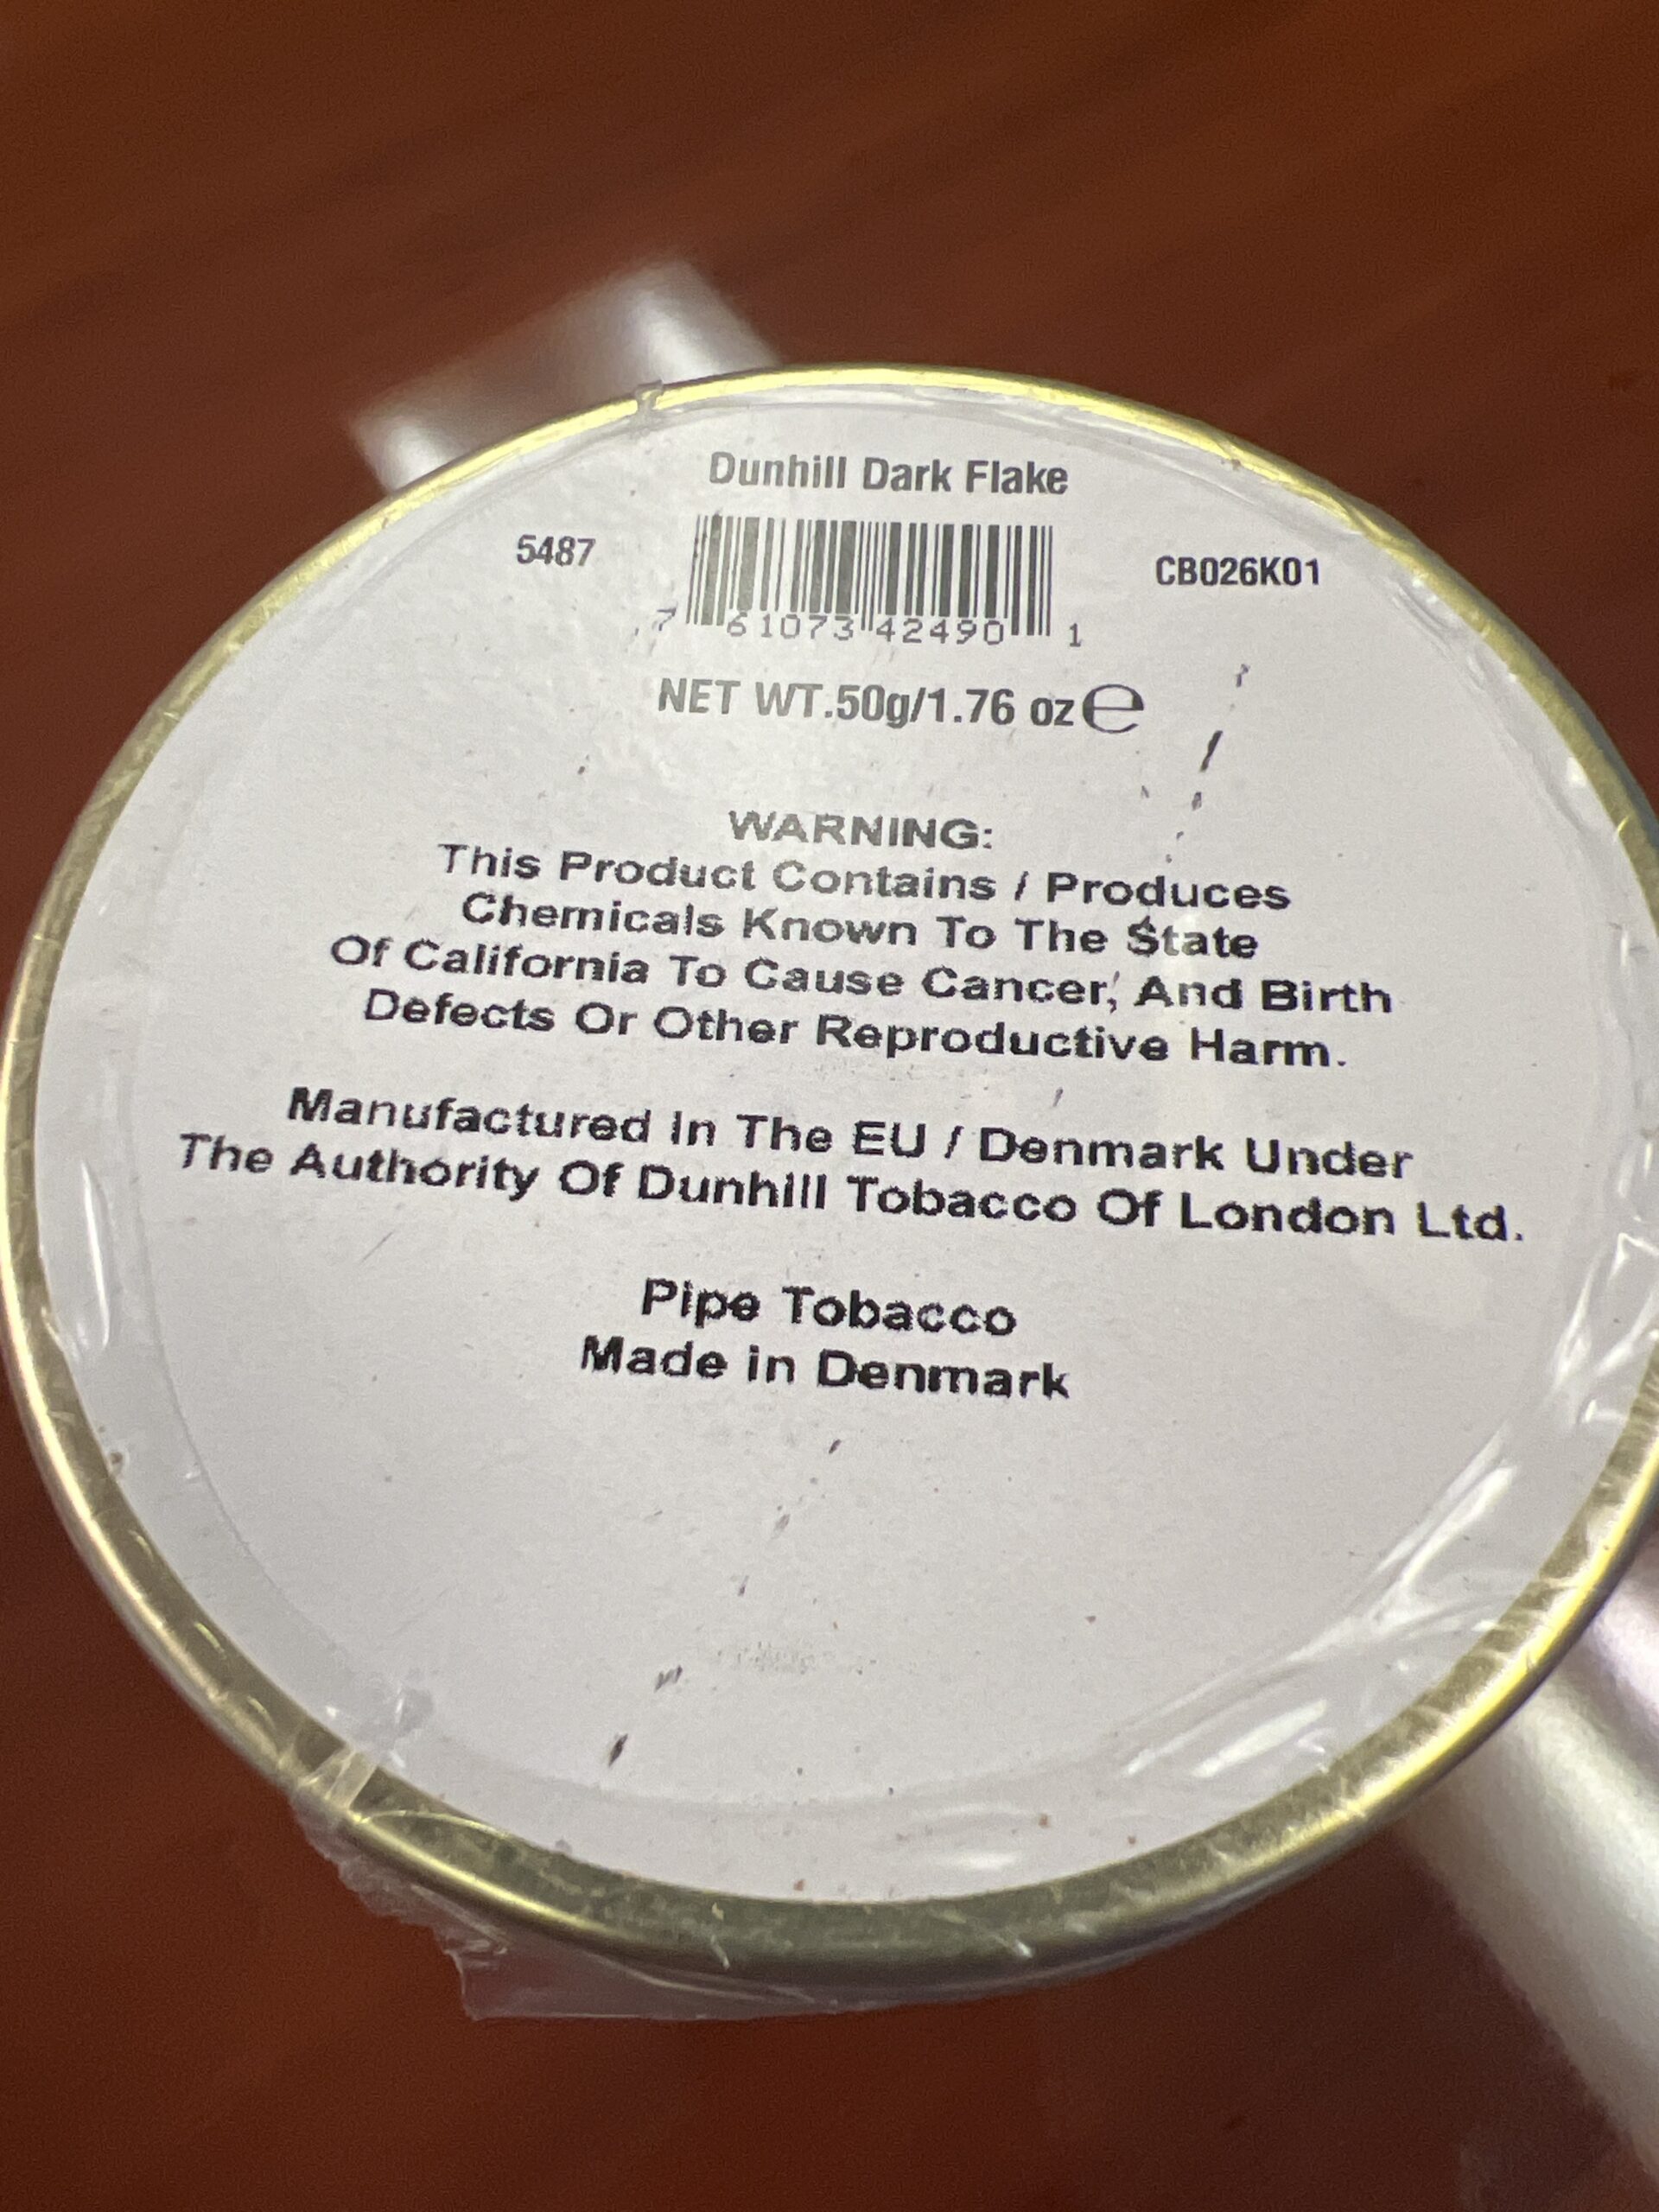 Dunhill Dark Flake
5487
CB026K01
7 61073 42490 1
NET WT.50g/1.76 oz ℮
WARNING:
This Product Contains / Produces
Chemicals Known To The State
Of California To Cause Cancer, And Birth
Defects Or Other Reproductive Harm.
Manufactured In The EU / Denmark Under
The Authority Of Dunhill Tobacco Of London Ltd.
Pipe Tobacco
Made in Denmark